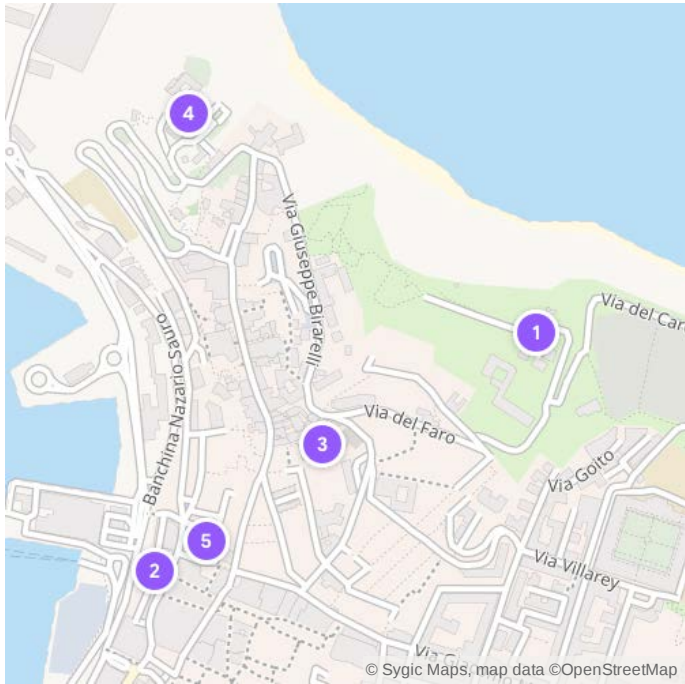 4
Via Giuseppe Birarelli
1
Via del Car
Banchina Nazario Sauro
Via del Faro
3
Via Goito
5
2
Via Villarey
© Sygic Maps, map data ©OpenStreetMap